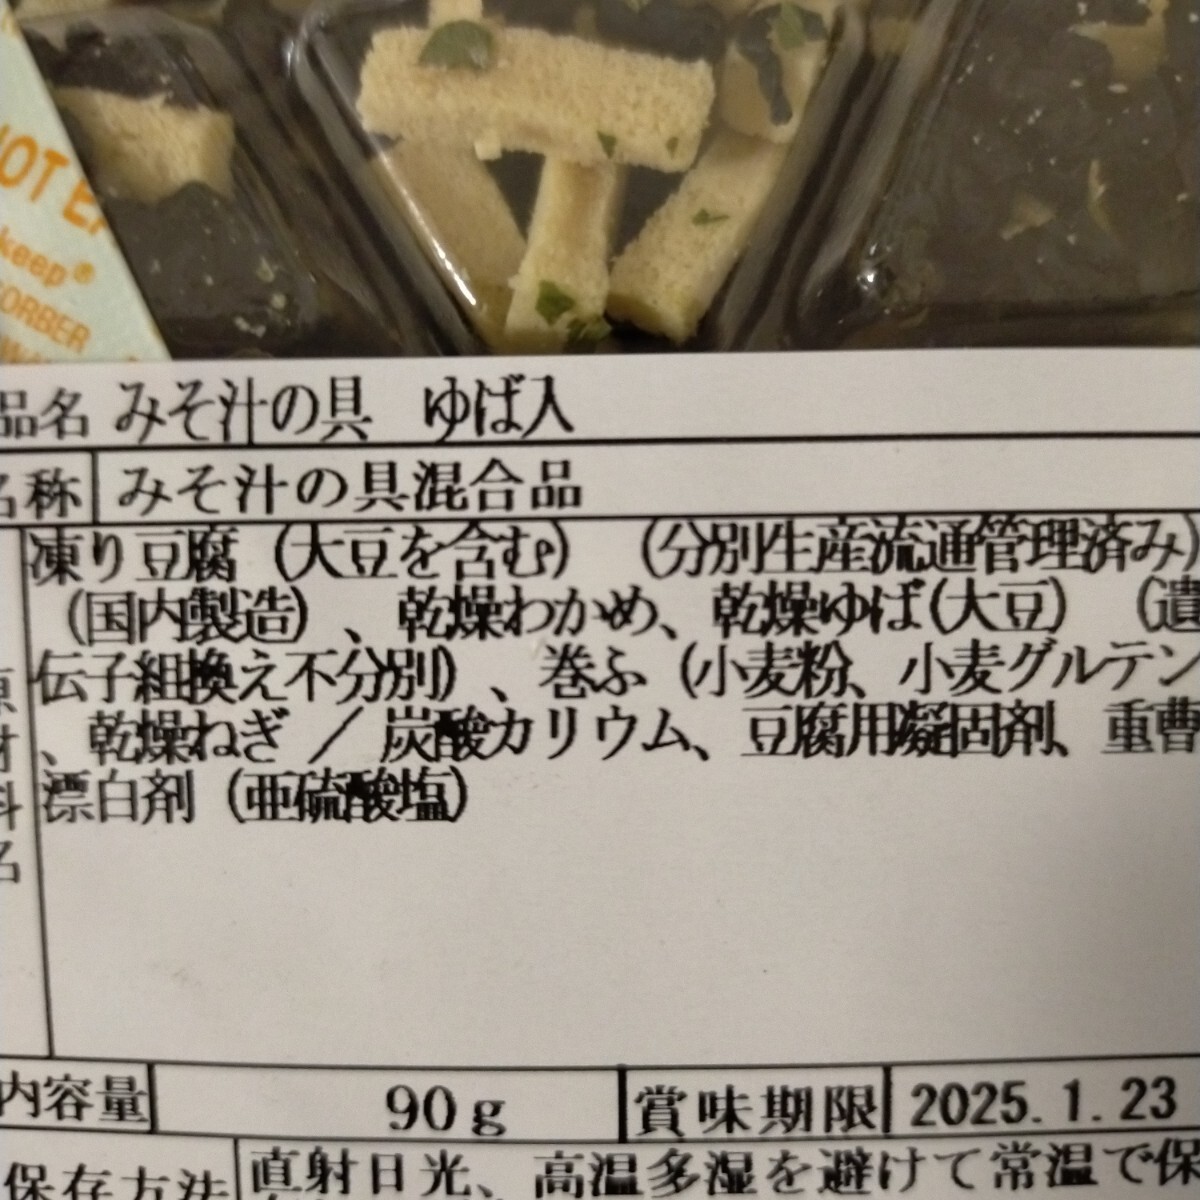 keep®
ORBER
品名 みそ汁の具 ゆば入
名称 みそ汁の具混合品
凍り豆腐(大豆を含む) (分別生産流通管理済み)
(国内製造)、乾燥わかめ、乾燥ゆば(大豆) (遺
伝子組換え不分別)、巻ふ(小麦粉、小麦グルテン
、乾燥ねぎ / 炭酸カリウム、豆腐用凝固剤、重曹
漂白剤(亜硫酸塩)
原材料名
内容量 90g 賞味期限 2025.1.23
保存方法 直射日光、高温多湿を避けて常温で保